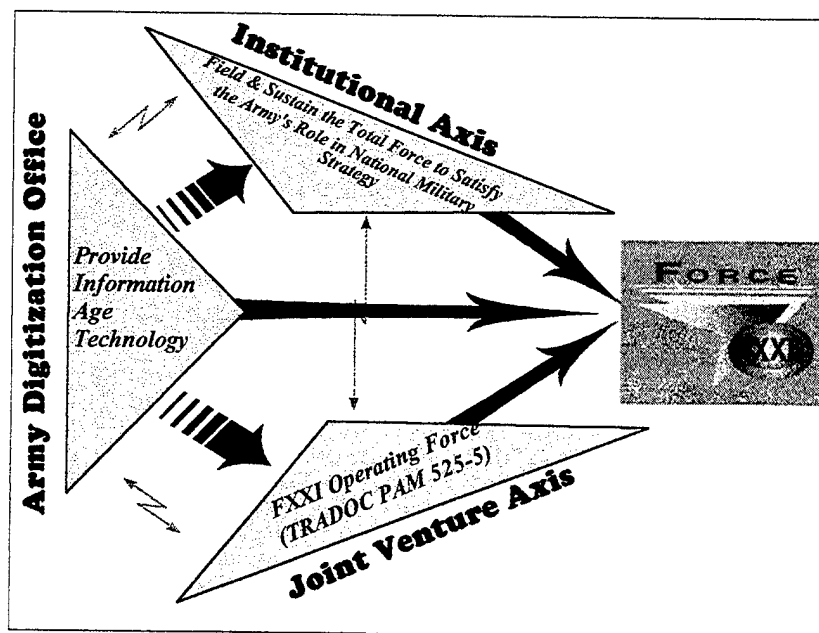 Institutional Axis
Field & Sustain the Total Force to Satisfy
the Army's Role in National Military
Strategy
Army Digitization Office
Provide
Information
Age
Technology
FORCE
XXI
FXXI Operating Force
(TRADOC PAM 525-5)
Joint Venture Axis